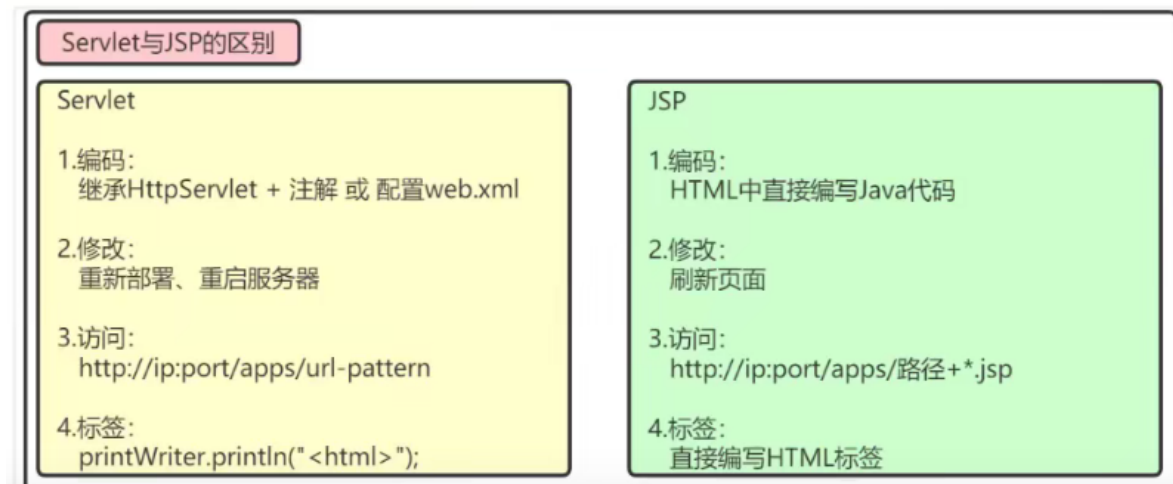 Servlet与JSP的区别
Servlet
1.编码：
继承HttpServlet + 注解 或 配置web.xml
2.修改：
重新部署、重启服务器
3.访问：
http://ip:port/apps/url-pattern
4.标签：
printWriter.println("<html>");
JSP
1.编码：
HTML中直接编写Java代码
2.修改：
刷新页面
3.访问：
http://ip:port/apps/路径+*.jsp
4.标签：
直接编写HTML标签